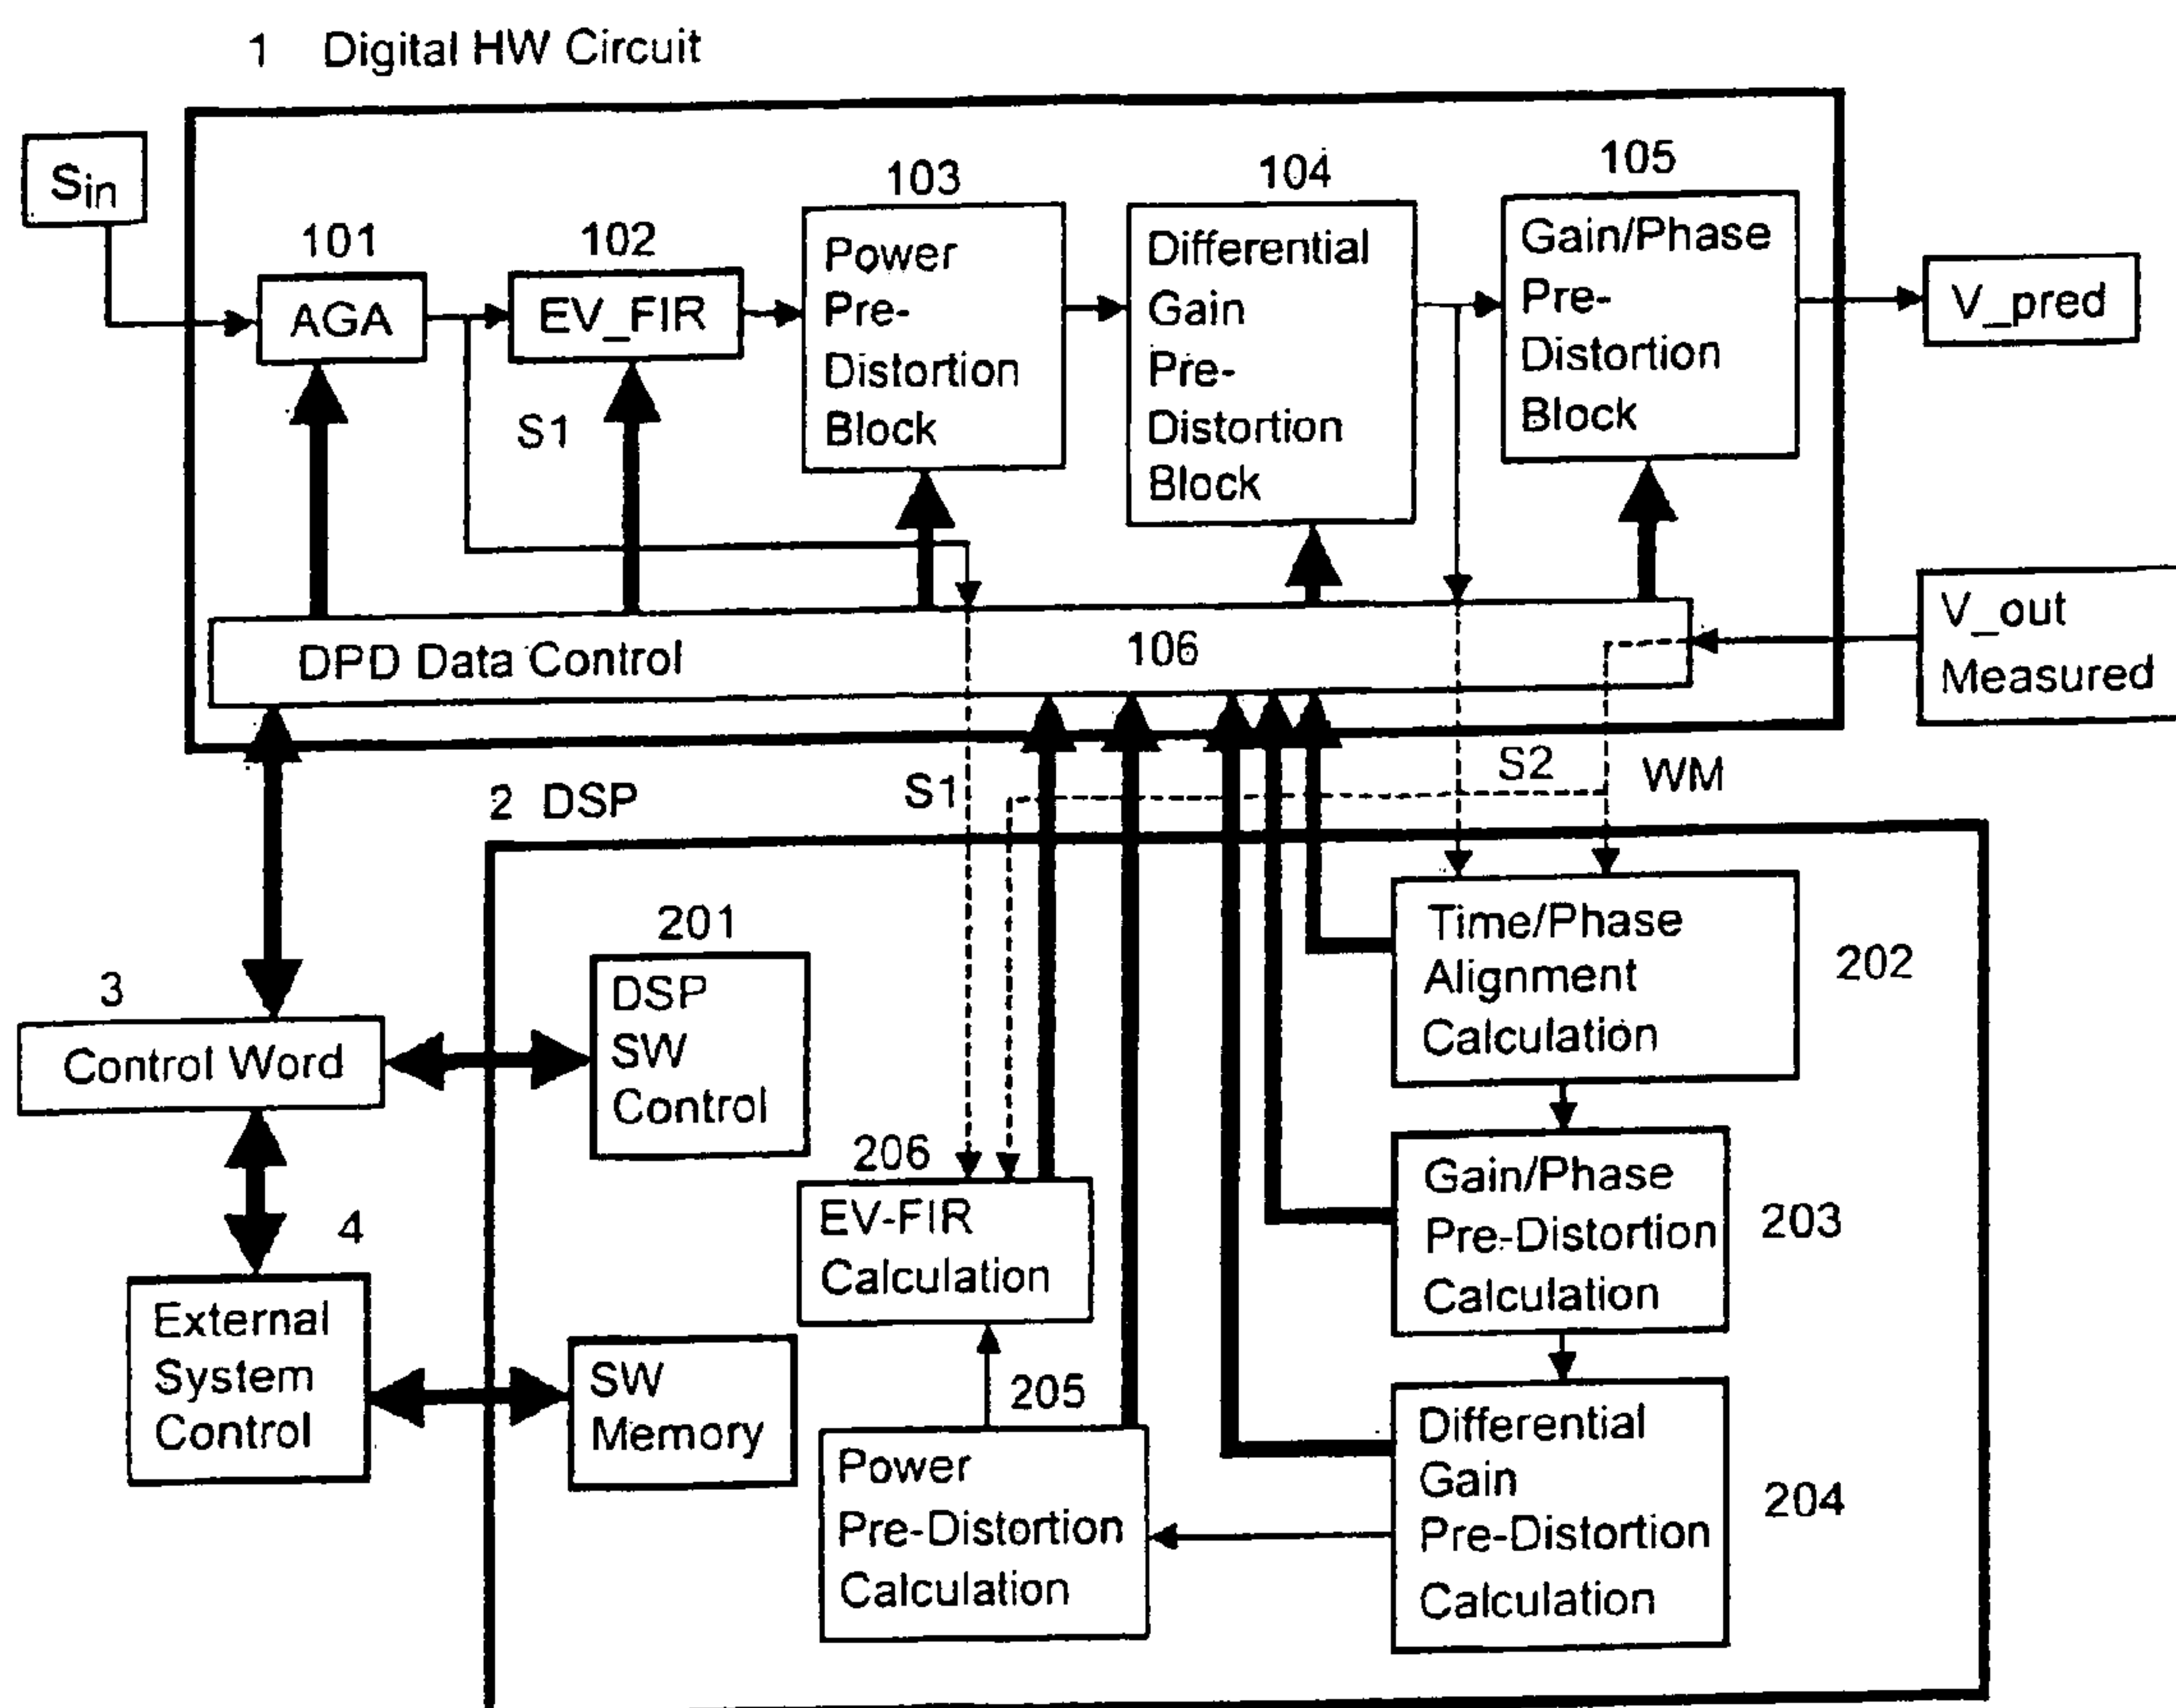 1 Digital HW Circuit
Sin
101
AGA
102
EV_FIR
103
Power
Pre-
Distortion
Block
104
Differential
Gain
Pre-
Distortion
Block
105
Gain/Phase
Pre-
Distortion
Block
V_pred
S1
DPD Data Control
106
V_out
Measured
S1
S2
WM
2 DSP
201
DSP
SW
Control
Time/Phase
Alignment
Calculation
202
3
Control Word
206
EV-FIR
Calculation
Gain/Phase
Pre-Distortion
Calculation
203
4
External
System
Control
SW
Memory
205
Power
Pre-Distortion
Calculation
Differential
Gain
Pre-Distortion
Calculation
204